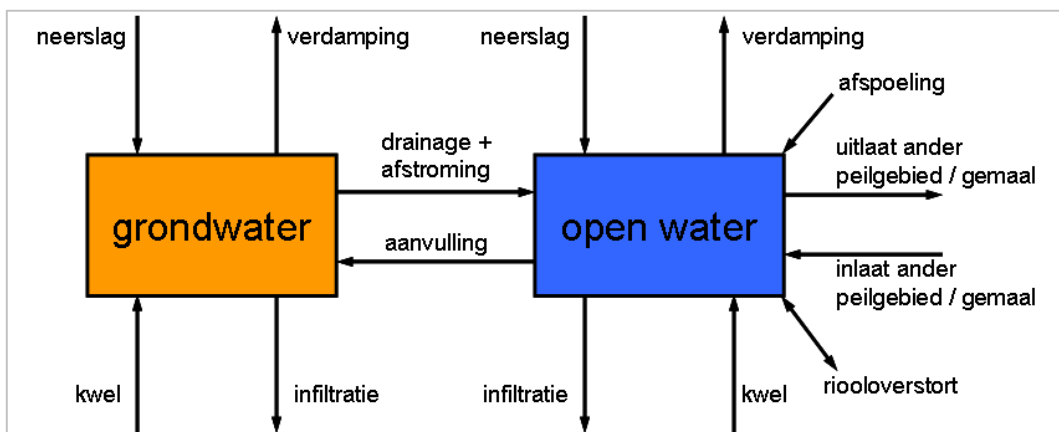 neerslag
verdamping
neerslag
verdamping
afspoeling
drainage +
afstroming
uitlaat ander
peilgebied / gemaal
grondwater
open water
aanvulling
inlaat ander
peilgebied / gemaal
kwel
infiltratie
infiltratie
kwel
riooloverstort